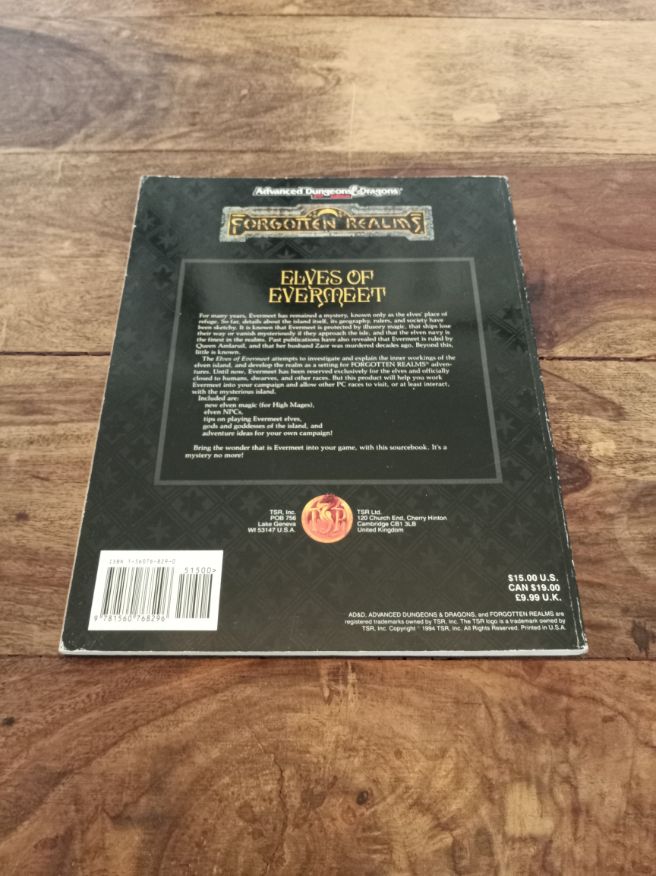 Advanced Dungeons & Dragons
FORGOTTEN REALMS
ELVES OF
EVERMEET
For many years, Evermeet has remained a mystery, known only as the elves' place of
refuge. So far, details about the island itself, its geography, rulers, and society have
been sketchy. It is known that Evermeet is protected by illusory magic, that ships lose
their way or vanish mysteriously if they approach the isle, and that the elven navy is
the finest in the realms. Past publications have also revealed that Evermeet is ruled by
Queen Amlaruil, and that her husband Zaor was murdered decades ago. Beyond this,
little is known.
The Elves of Evermeet attempts to investigate and explain the inner workings of the
elven island, and develop the realm as a setting for FORGOTTEN REALMS® adven-
tures. Until now, Evermeet has been reserved exclusively for the elves and officially
closed to humans, dwarves, and other races. But this product will help you work
Evermeet into your campaign and allow other PC races to visit, or at least interact,
with the mysterious island.
Included are:
new elven magic (for High Mages),
elven NPCs,
tips on playing Evermeet elves,
gods and goddesses of the island, and
adventure ideas for your own campaign!
Bring the wonder that is Evermeet into your game, with this sourcebook. It's a
mystery no more!
TSR, Inc.
POB 756
Lake Geneva
WI 53147 U.S.A.
TSR
TSR Ltd.
120 Church End, Cherry Hinton
Cambridge CB1 3LB
United Kingdom
ISBN 1-56076-829-0
51500>
9 781560 768296
$15.00 U.S.
CAN $19.00
£9.99 U.K.
AD&D, ADVANCED DUNGEONS & DRAGONS, and FORGOTTEN REALMS are
registered trademarks owned by TSR, Inc. The TSR logo is a trademark owned by
TSR, Inc. Copyright © 1994 TSR, Inc. All Rights Reserved. Printed in U.S.A.